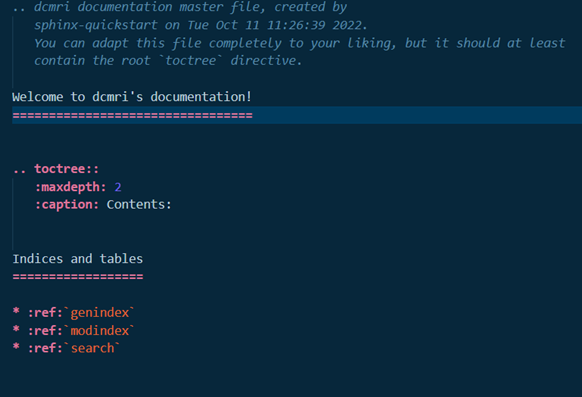 .. dcmri documentation master file, created by
sphinx-quickstart on Tue Oct 11 11:26:39 2022.
You can adapt this file completely to your liking, but it should at least
contain the root `toctree` directive.
Welcome to dcmri's documentation!
=================================
.. toctree::
:maxdepth: 2
:caption: Contents:
Indices and tables
==================
* :ref:`genindex`
* :ref:`modindex`
* :ref:`search`